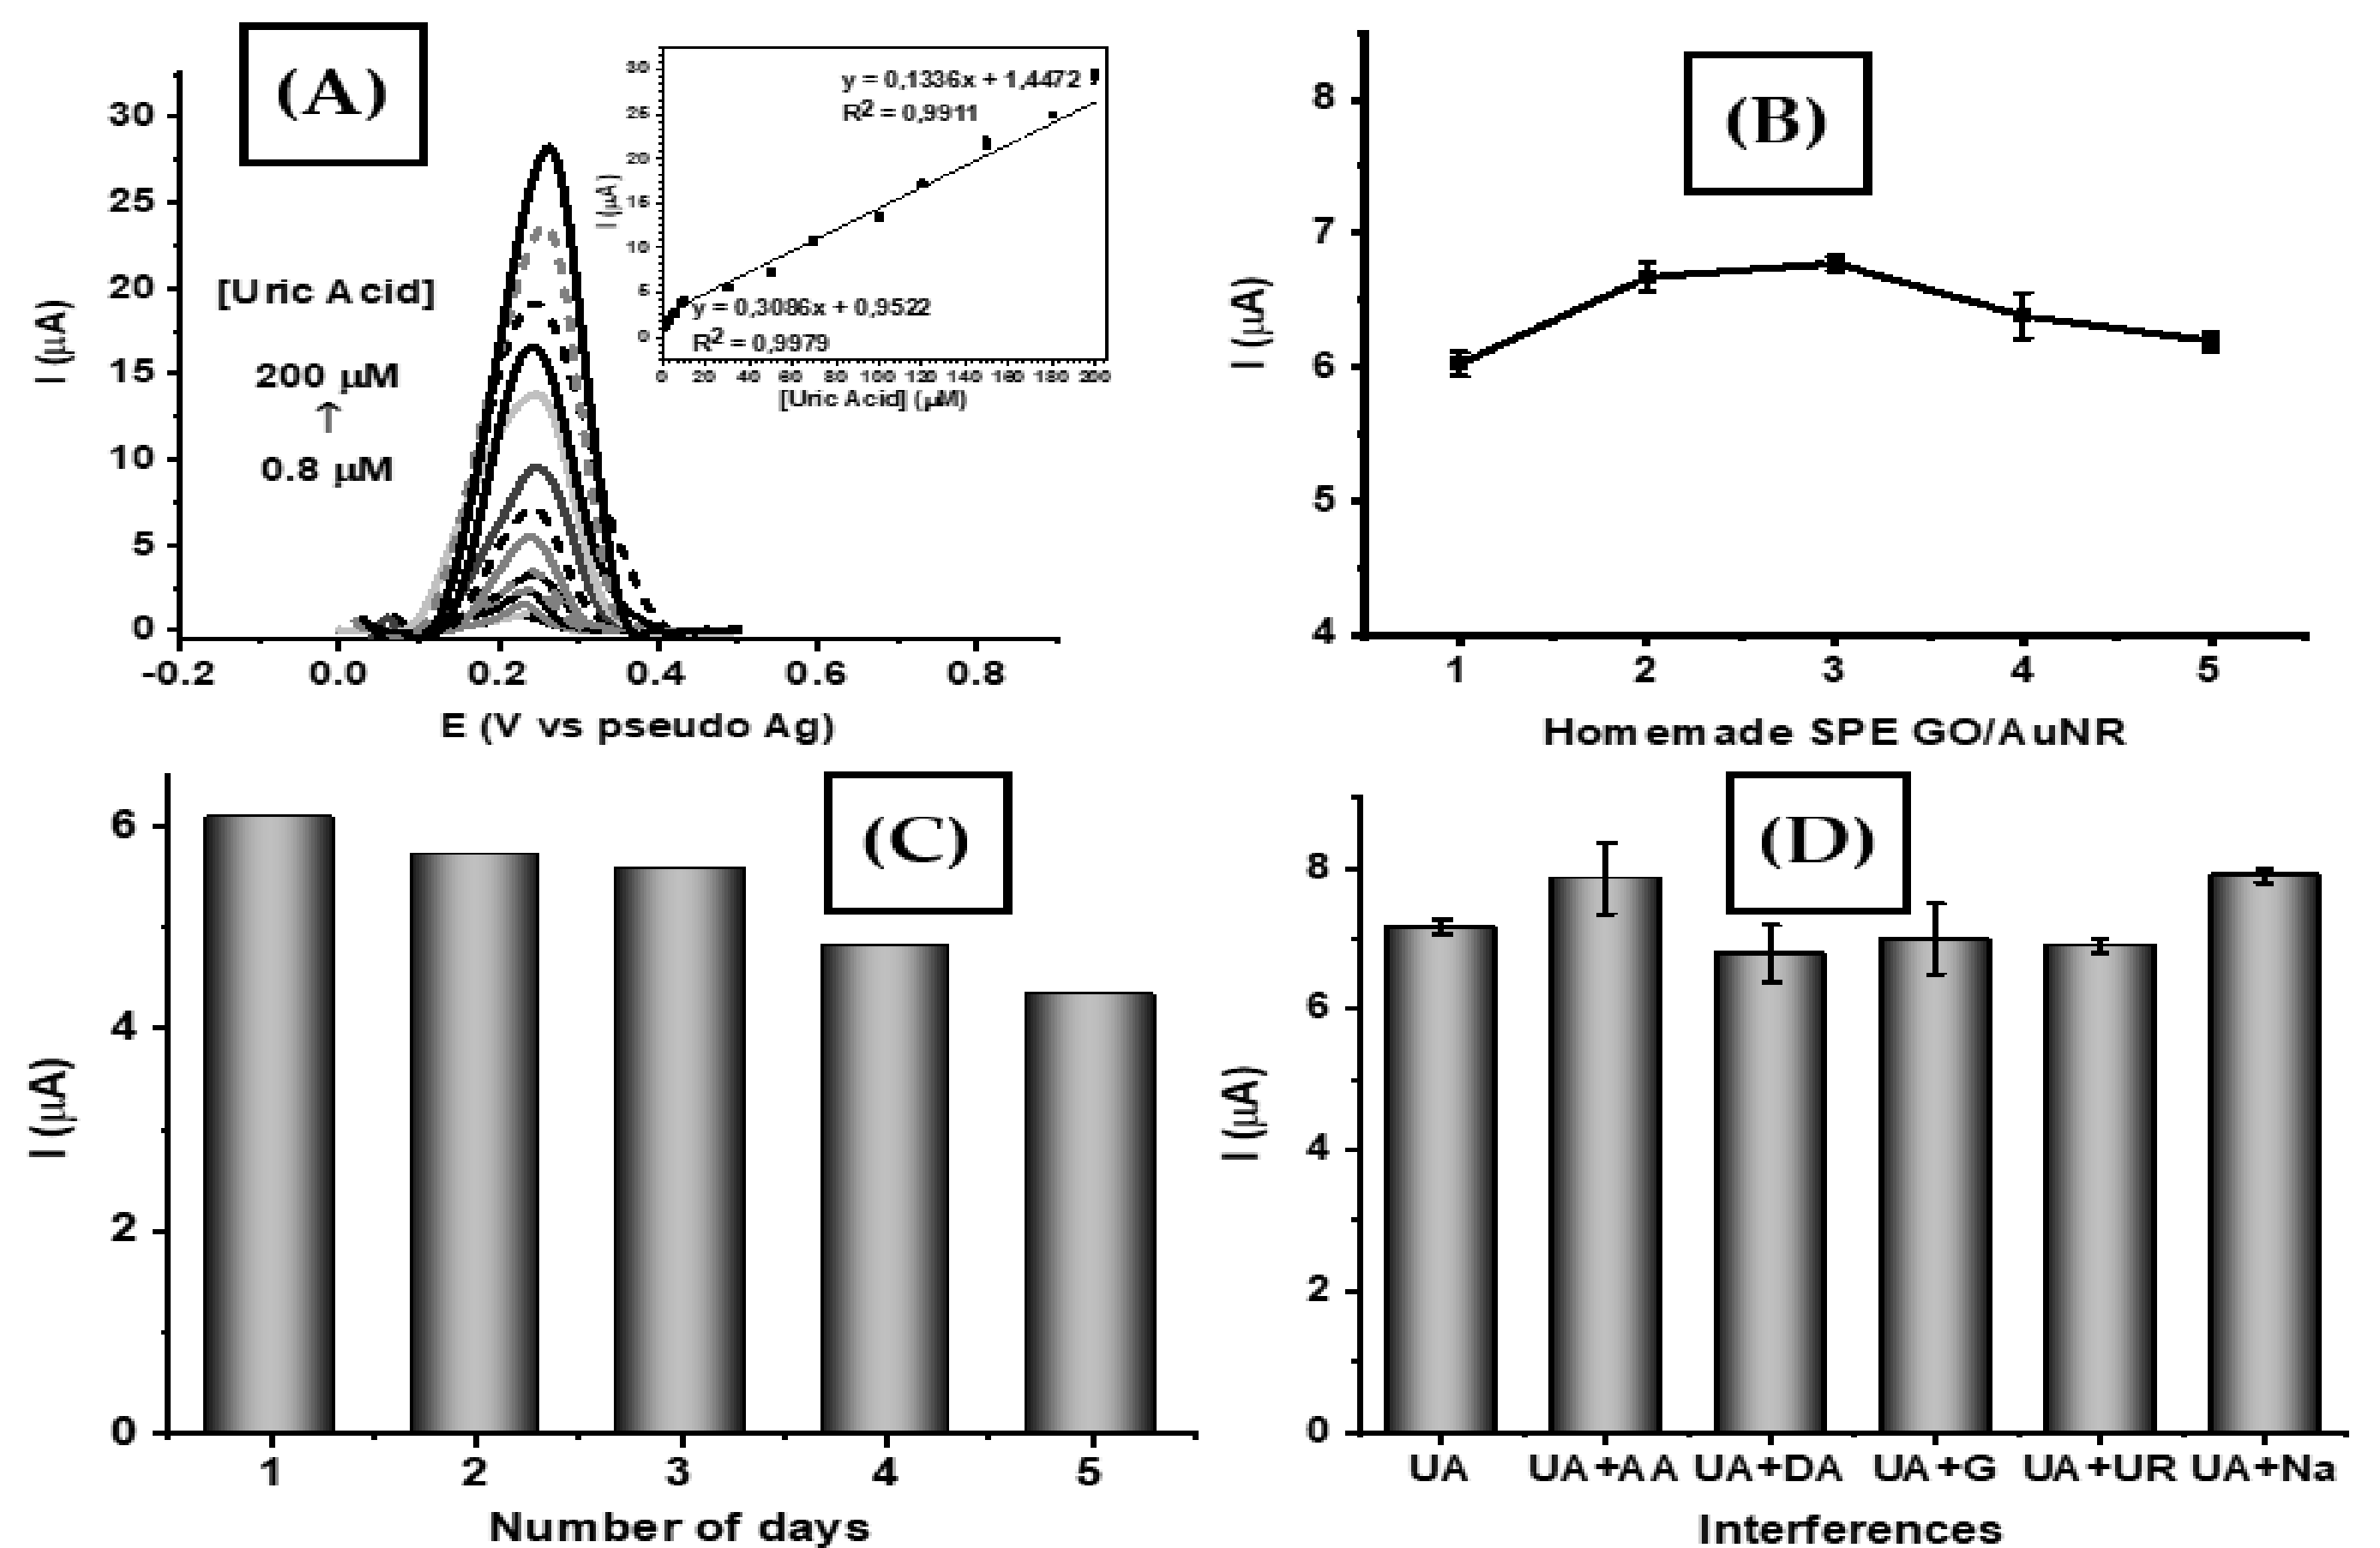 (A)
30
25
20
15
10
5
0
I (µA)
[Uric Acid]
200 µM
↑
0.8 µM
-0.2 0.0 0.2 0.4 0.6 0.8
E (V vs pseudo Ag)
y = 0,1336x + 1,4472
R2 = 0,9911
30
25
20
15
10
5
0
I (µA)
y = 0,3086x + 0,9522
R2 = 0,9979
0 20 40 60 80 100 120 140 160 180 200
[Uric Acid] (µM)
(B)
8
7
6
5
4
I (µA)
1 2 3 4 5
Homemade SPE GO/AuNR
(C)
6
4
2
0
I (µA)
1 2 3 4 5
Number of days
(D)
8
6
4
2
0
I (µA)
UA UA+AA UA+DA UA+G UA+UR UA+Na
Interferences